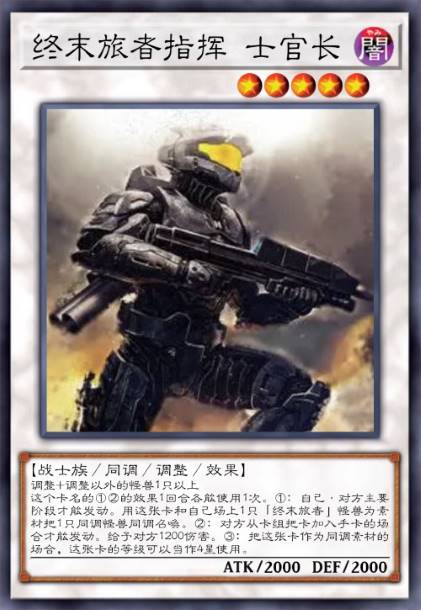 终末旅者指挥 士官长
やみ
闇
【战士族／同调／调整／效果】
调整＋调整以外的怪兽1只以上
这个卡名的①②的效果1回合各能使用1次。①：自己·对方主要
阶段才能发动。用这张卡和自己场上1只「终末旅者」怪兽为素
材把1只同调怪兽同调召唤。②：对方从卡组把卡加入手卡的场
合才能发动。给予对方1200伤害。③：把这张卡作为同调素材的
场合，这张卡的等级可以当作4星使用。
ATK/2000 DEF/2000